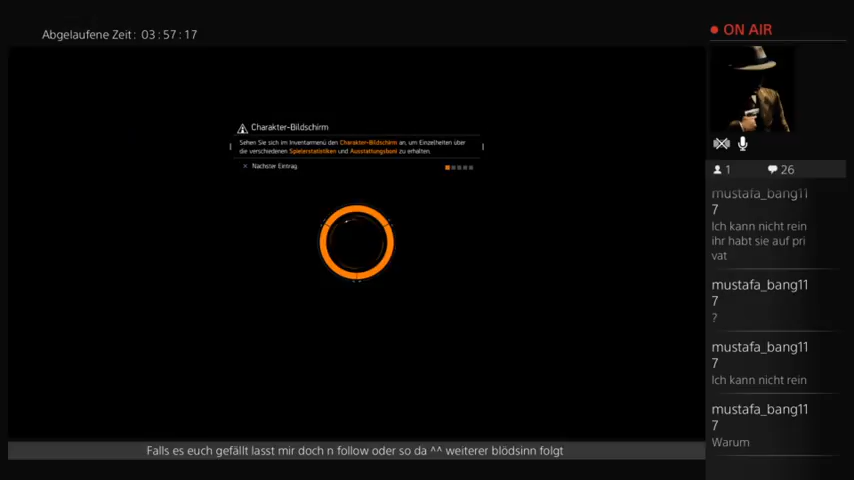 Abgelaufene Zeit: 03:57:17
ON AIR
Charakter-Bildschirm
Sehen Sie sich im Inventarmenü den Charakter-Bildschirm an, um Einzelheiten über
die verschiedenen Spielerstatistiken und Ausstattungsboni zu erhalten.
× Nächster Eintrag
1
26
mustafa_bang11
7
Ich kann nicht rein
ihr habt sie auf pri
vat
mustafa_bang11
7
?
mustafa_bang11
7
Ich kann nicht rein
mustafa_bang11
7
Warum
Falls es euch gefällt lasst mir doch n follow oder so da ^^ weiterer blödsinn folgt